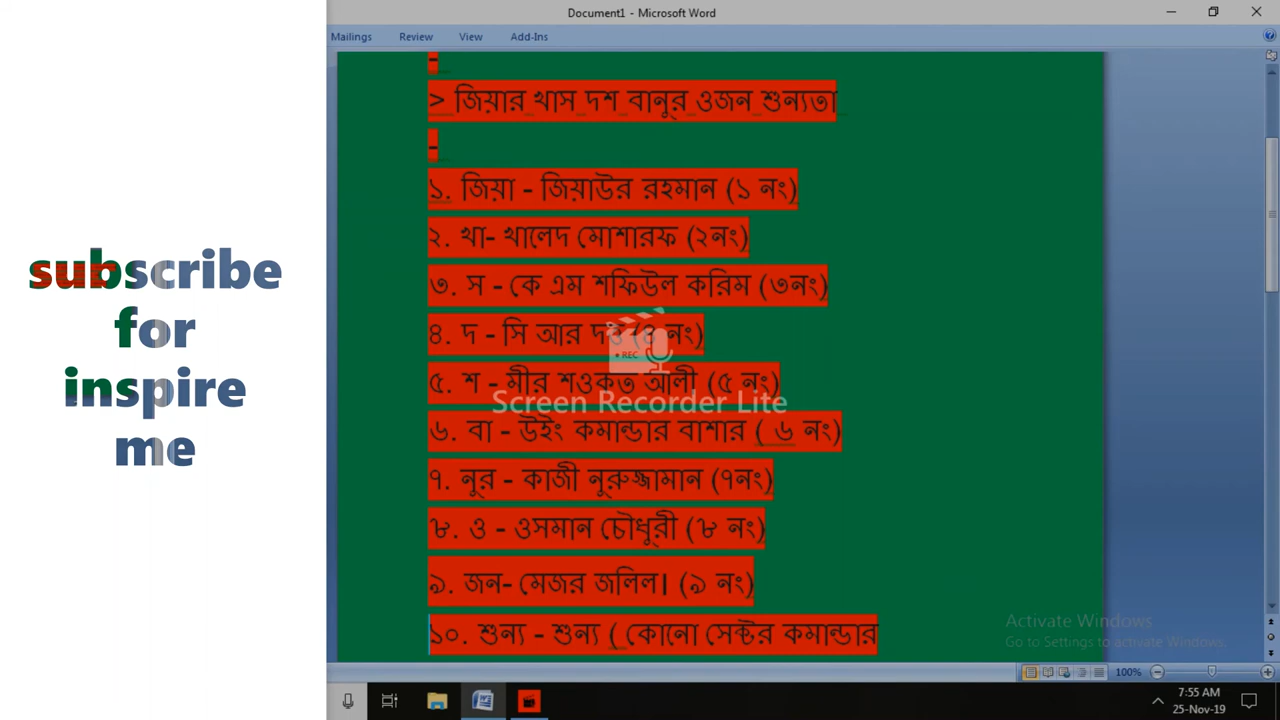 Document1 - Microsoft Word
Mailings Review View Add-Ins
-
> জিয়ার খাস দশ বানুর ওজন শুন্যতা
-
১. জিয়া - জিয়াউর রহমান (১ নং)
২. খা- খালেদ মোশারফ (২নং)
৩. স - কে এম শফিউল করিম (৩নং)
৪. দ - সি আর দত্ত (৪ নং)
৫. শ - মীর শওকত আলী (৫ নং)
৬. বা - উইং কমান্ডার বাশার ( ৬ নং)
৭. নুর - কাজী নুরুজ্জামান (৭নং)
৮. ও - ওসমান চৌধুরী (৮ নং)
৯. জন- মেজর জলিল। (৯ নং)
১০. শুন্য - শুন্য ( কোনো সেক্টর কমান্ডার
subscribe
for
inspire
me
REC
Screen Recorder Lite
Activate Windows
Go to Settings to activate Windows.
100%
7:55 AM
25-Nov-19